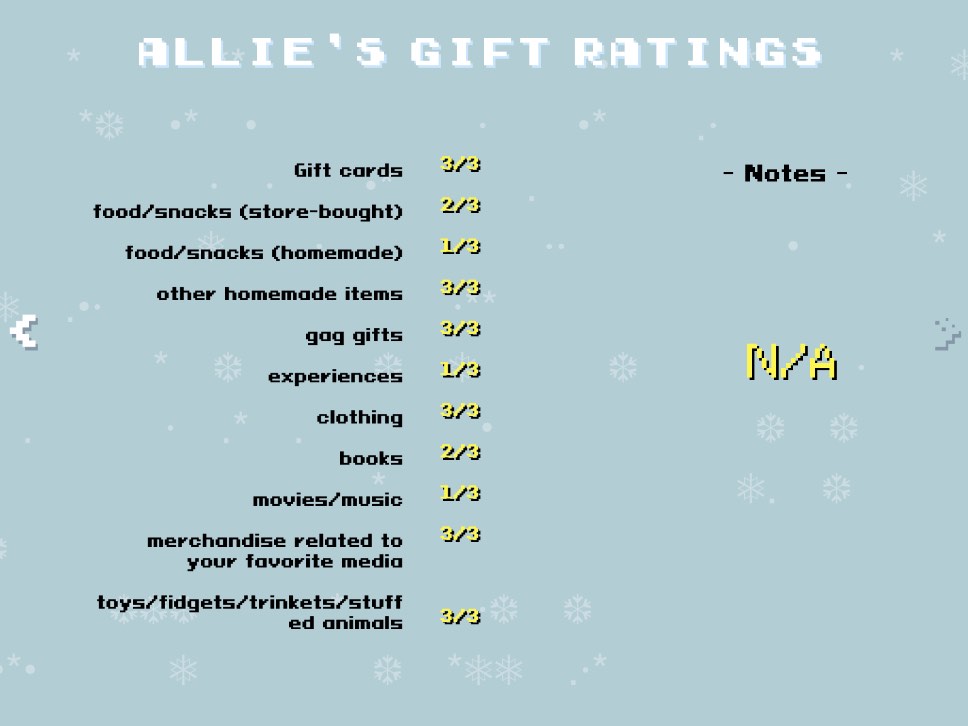 ALLIE'S GIFT RATINGS
Gift cards 3/3
food/snacks (store-bought) 2/3
food/snacks (homemade) 1/3
other homemade items 3/3
gag gifts 3/3
experiences 1/3
clothing 3/3
books 2/3
movies/music 1/3
merchandise related to 3/3
your favorite media
toys/fidgets/trinkets/stuff
ed animals 3/3
- Notes -
N/A